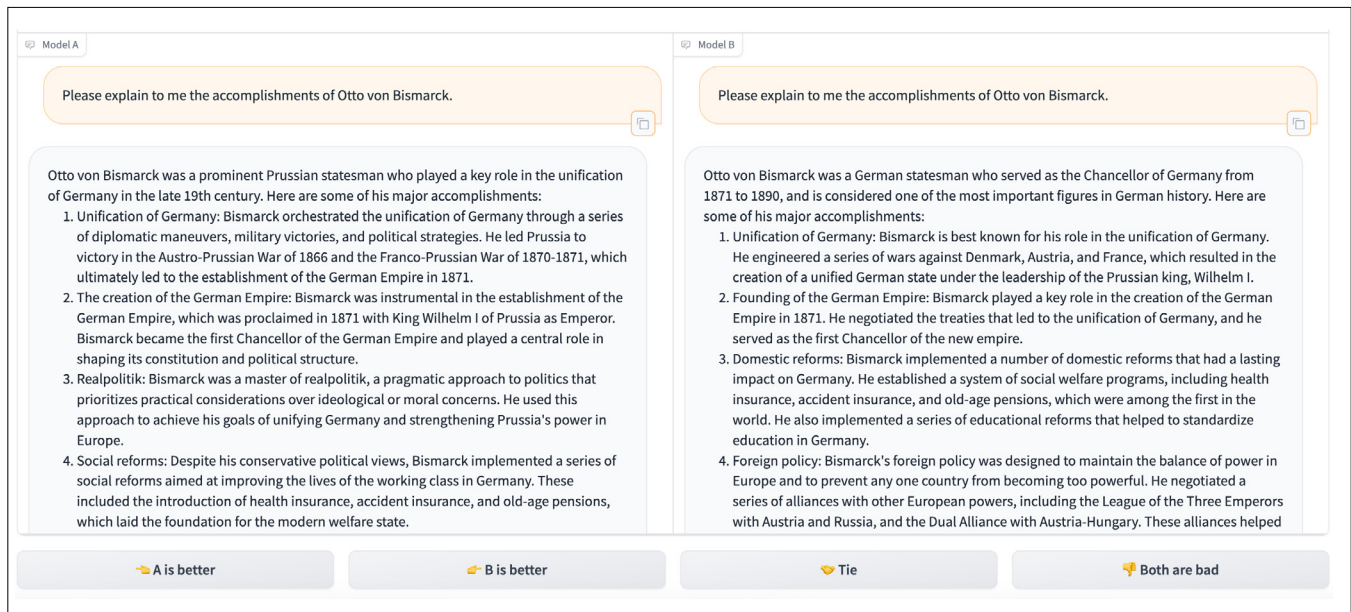 Model A
Please explain to me the accomplishments of Otto von Bismarck.
Otto von Bismarck was a prominent Prussian statesman who played a key role in the unification
of Germany in the late 19th century. Here are some of his major accomplishments:
1. Unification of Germany: Bismarck orchestrated the unification of Germany through a series
of diplomatic maneuvers, military victories, and political strategies. He led Prussia to
victory in the Austro-Prussian War of 1866 and the Franco-Prussian War of 1870-1871, which
ultimately led to the establishment of the German Empire in 1871.
2. The creation of the German Empire: Bismarck was instrumental in the establishment of the
German Empire, which was proclaimed in 1871 with King Wilhelm I of Prussia as Emperor.
Bismarck became the first Chancellor of the German Empire and played a central role in
shaping its constitution and political structure.
3. Realpolitik: Bismarck was a master of realpolitik, a pragmatic approach to politics that
prioritizes practical considerations over ideological or moral concerns. He used this
approach to achieve his goals of unifying Germany and strengthening Prussia's power in
Europe.
4. Social reforms: Despite his conservative political views, Bismarck implemented a series of
social reforms aimed at improving the lives of the working class in Germany. These
included the introduction of health insurance, accident insurance, and old-age pensions,
which laid the foundation for the modern welfare state.
Model B
Please explain to me the accomplishments of Otto von Bismarck.
Otto von Bismarck was a German statesman who served as the Chancellor of Germany from
1871 to 1890, and is considered one of the most important figures in German history. Here are
some of his major accomplishments:
1. Unification of Germany: Bismarck is best known for his role in the unification of Germany.
He engineered a series of wars against Denmark, Austria, and France, which resulted in the
creation of a unified German state under the leadership of the Prussian king, Wilhelm I.
2. Founding of the German Empire: Bismarck played a key role in the creation of the German
Empire in 1871. He negotiated the treaties that led to the unification of Germany, and he
served as the first Chancellor of the new empire.
3. Domestic reforms: Bismarck implemented a number of domestic reforms that had a lasting
impact on Germany. He established a system of social welfare programs, including health
insurance, accident insurance, and old-age pensions, which were among the first in the
world. He also implemented a series of educational reforms that helped to standardize
education in Germany.
4. Foreign policy: Bismarck's foreign policy was designed to maintain the balance of power in
Europe and to prevent any one country from becoming too powerful. He negotiated a
series of alliances with other European powers, including the League of the Three Emperors
with Austria and Russia, and the Dual Alliance with Austria-Hungary. These alliances helped
👈 A is better
👉 B is better
🤝 Tie
👎 Both are bad